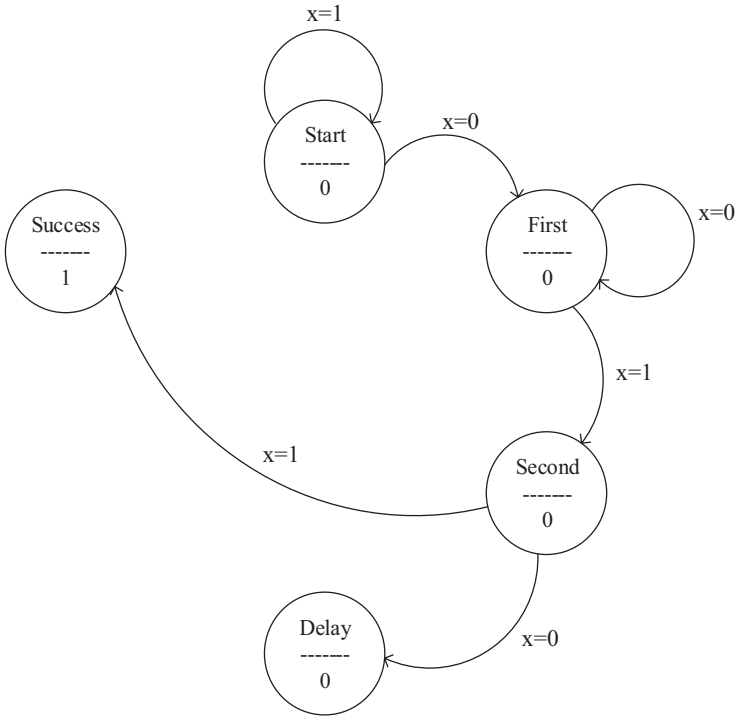 x=1
Start
-------
0
x=0
Success
-------
1
First
-------
0
x=0
x=1
x=1
Second
-------
0
x=0
Delay
-------
0